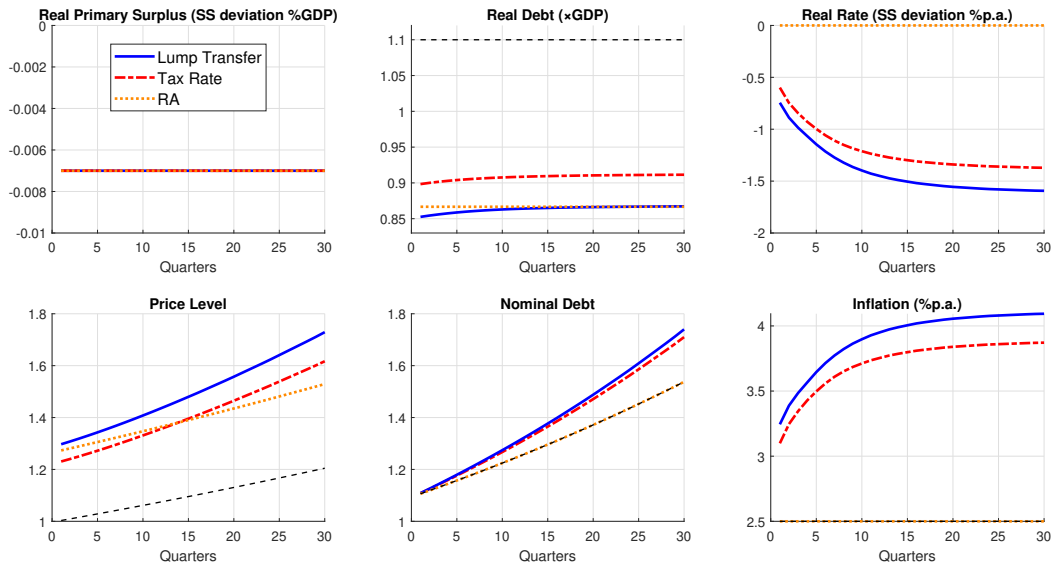 Real Primary Surplus (SS deviation %GDP)
0
-0.002
-0.004
-0.006
-0.008
-0.01
Lump Transfer
Tax Rate
RA
0 5 10 15 20 25 30
Quarters
Real Debt (×GDP)
1.1
1.05
1
0.95
0.9
0.85
0 5 10 15 20 25 30
Quarters
Real Rate (SS deviation %p.a.)
0
-0.5
-1
-1.5
-2
0 5 10 15 20 25 30
Quarters
Price Level
1.8
1.6
1.4
1.2
1
0 5 10 15 20 25 30
Quarters
Nominal Debt
1.8
1.6
1.4
1.2
1
0 5 10 15 20 25 30
Quarters
Inflation (%p.a.)
4
3.5
3
2.5
0 5 10 15 20 25 30
Quarters